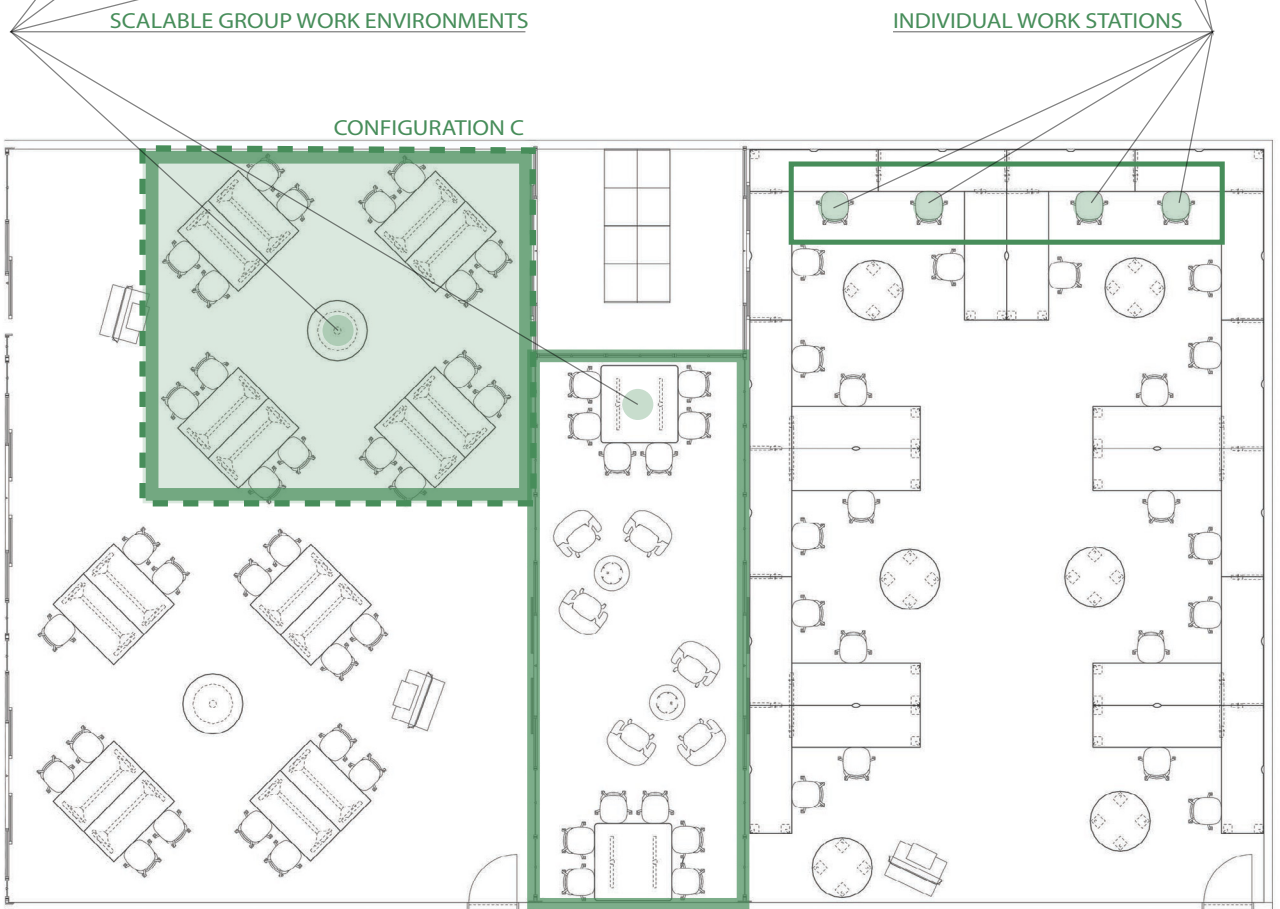 SCALABLE GROUP WORK ENVIRONMENTS
INDIVIDUAL WORK STATIONS
CONFIGURATION C